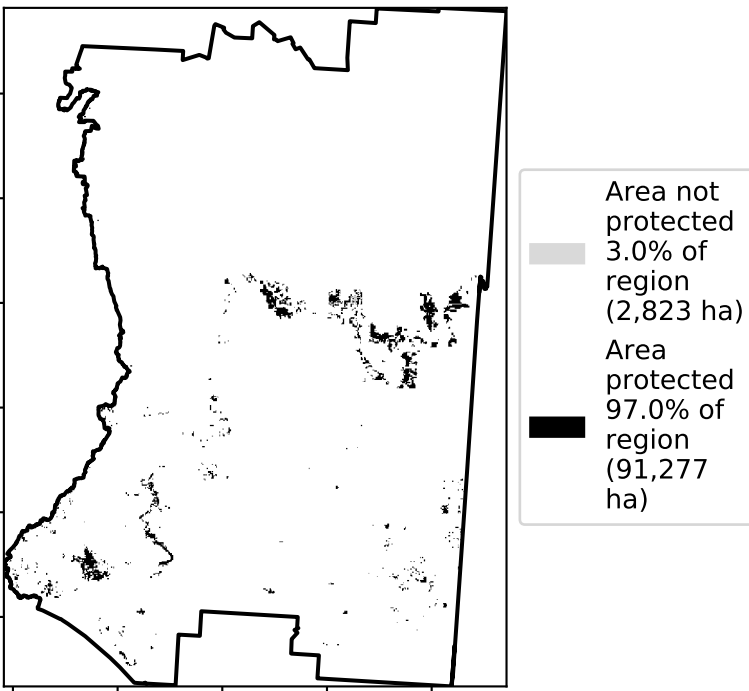 Area not
protected
3.0% of
region
(2,823 ha)
Area
protected
97.0% of
region
(91,277
ha)